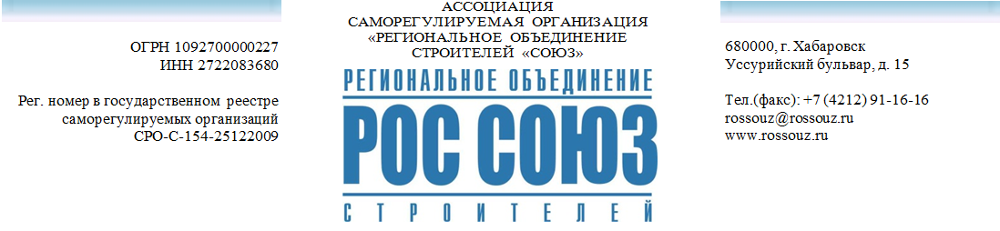 ОГРН 1092700000227
ИНН 2722083680
Рег. номер в государственном реестре
саморегулируемых организаций
СРО-С-154-25122009
АССОЦИАЦИЯ
САМОРЕГУЛИРУЕМАЯ ОРГАНИЗАЦИЯ
«РЕГИОНАЛЬНОЕ ОБЪЕДИНЕНИЕ
СТРОИТЕЛЕЙ «СОЮЗ»
РЕГИОНАЛЬНОЕ ОБЪЕДИНЕНИЕ
РОС СОЮЗ
СТРОИТЕЛЕЙ
680000, г. Хабаровск
Уссурийский бульвар, д. 15
Тел.(факс): +7 (4212) 91-16-16
rossouz@rossouz.ru
www.rossouz.ru